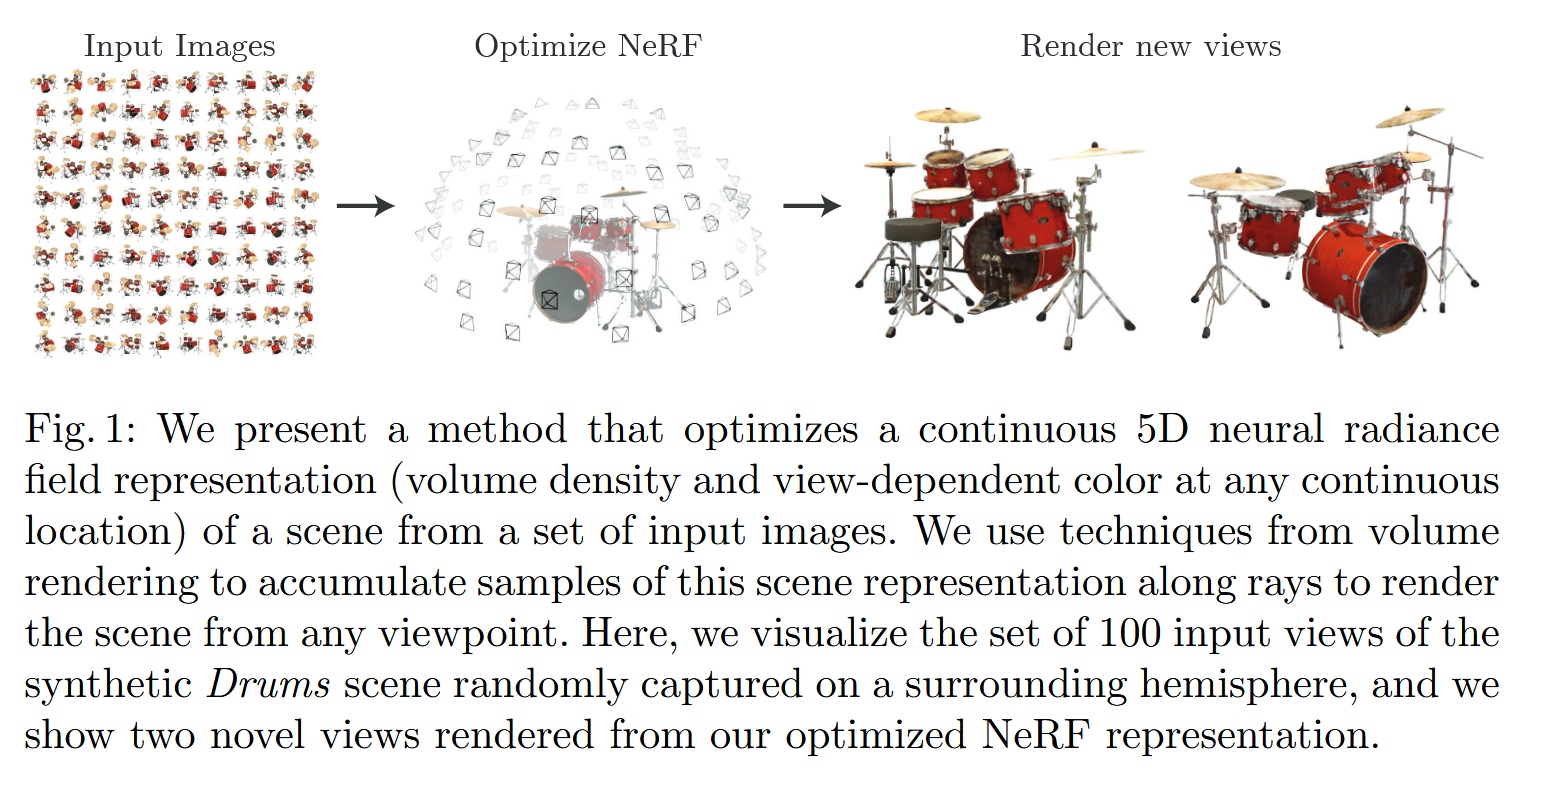 Input Images
Optimize NeRF
Render new views
Fig. 1: We present a method that optimizes a continuous 5D neural radiance
field representation (volume density and view-dependent color at any continuous
location) of a scene from a set of input images. We use techniques from volume
rendering to accumulate samples of this scene representation along rays to render
the scene from any viewpoint. Here, we visualize the set of 100 input views of the
synthetic Drums scene randomly captured on a surrounding hemisphere, and we
show two novel views rendered from our optimized NeRF representation.